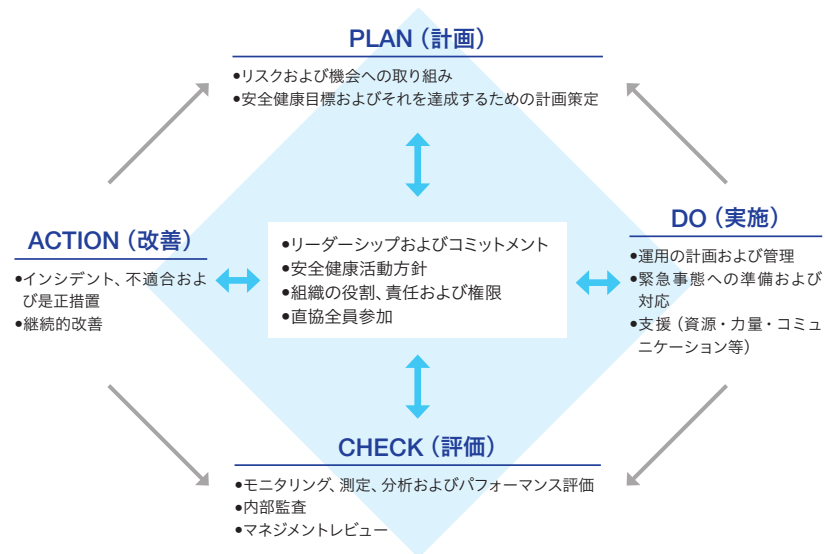 PLAN（計画）
●リスクおよび機会への取り組み
●安全健康目標およびそれを達成するための計画策定
ACTION（改善）
●インシデント、不適合およ
び是正措置
●継続的改善
●リーダーシップおよびコミットメント
●安全健康活動方針
●組織の役割、責任および権限
●直協全員参加
DO（実施）
●運用の計画および管理
●緊急事態への準備および
対応
●支援（資源・力量・コミュ
ニケーション等）
CHECK（評価）
●モニタリング、測定、分析およびパフォーマンス評価
●内部監査
●マネジメントレビュー